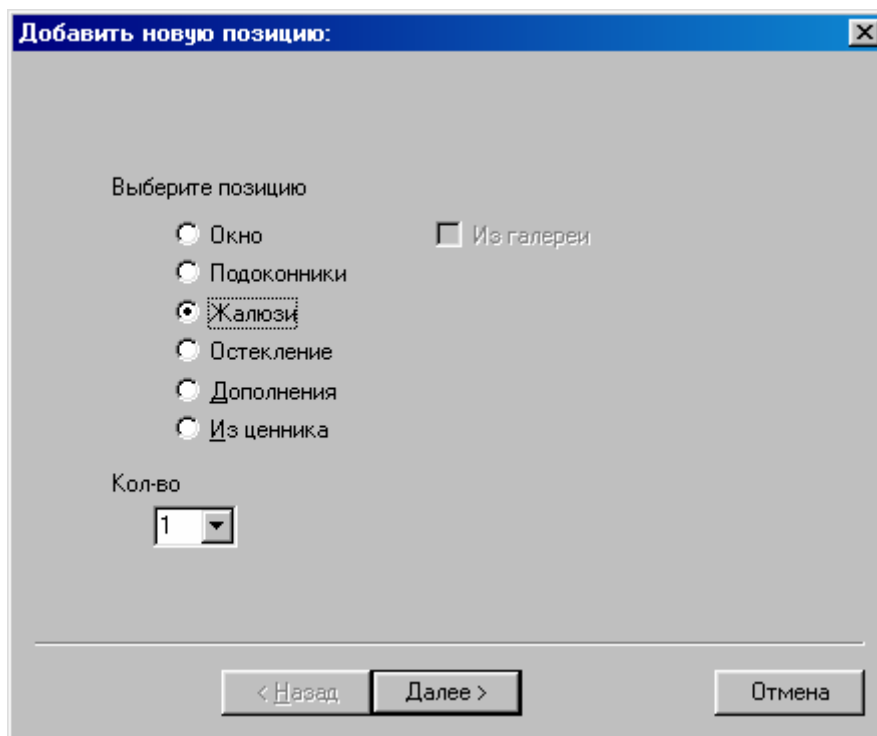 Добавить новую позицию:
Выберите позицию
Окно
Из галереи
Подоконники
Жалюзи
Остекление
Дополнения
Из ценника
Кол-во
1
< Назад
Далее >
Отмена